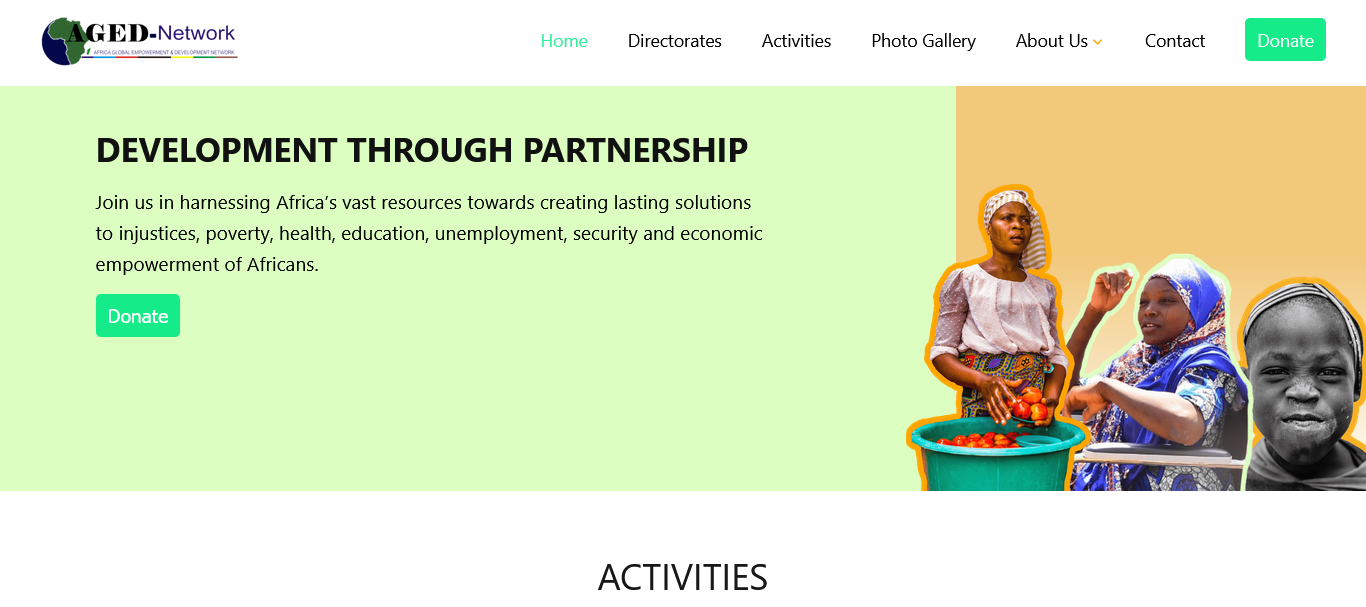 AGED-Network
AFRICA GLOBAL EMPOWERMENT & DEVELOPMENT NETWORK
Home
Directorates
Activities
Photo Gallery
About Us
Contact
Donate
DEVELOPMENT THROUGH PARTNERSHIP
Join us in harnessing Africa’s vast resources towards creating lasting solutions
to injustices, poverty, health, education, unemployment, security and economic
empowerment of Africans.
Donate
ACTIVITIES